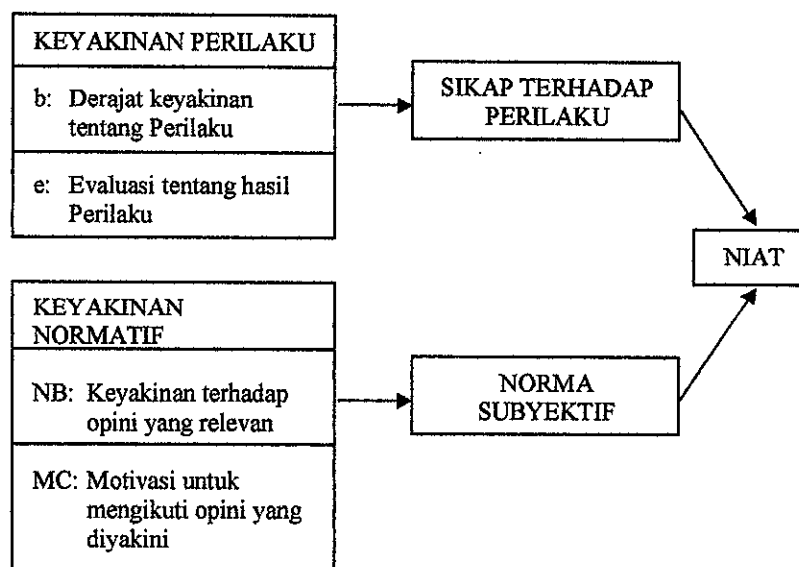 KEYAKINAN PERILAKU
b: Derajat keyakinan
tentang Perilaku
e: Evaluasi tentang hasil
Perilaku
SIKAP TERHADAP
PERILAKU
NIAT
KEYAKINAN
NORMATIF
NB: Keyakinan terhadap
opini yang relevan
MC: Motivasi untuk
mengikuti opini yang
diyakini
NORMA
SUBYEKTIF